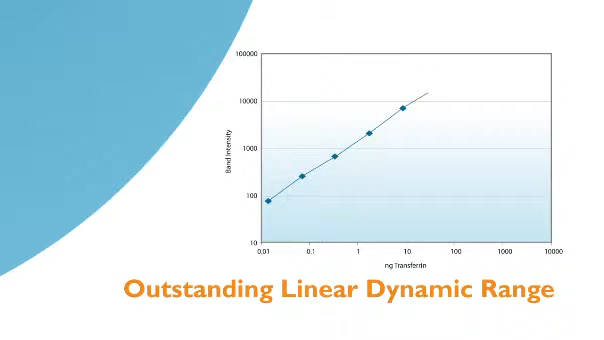 100000
10000
1000
100
10
Band Intensity
0.01 0.1 1 10 100 1000 10000
ng Transferrin
Outstanding Linear Dynamic Range